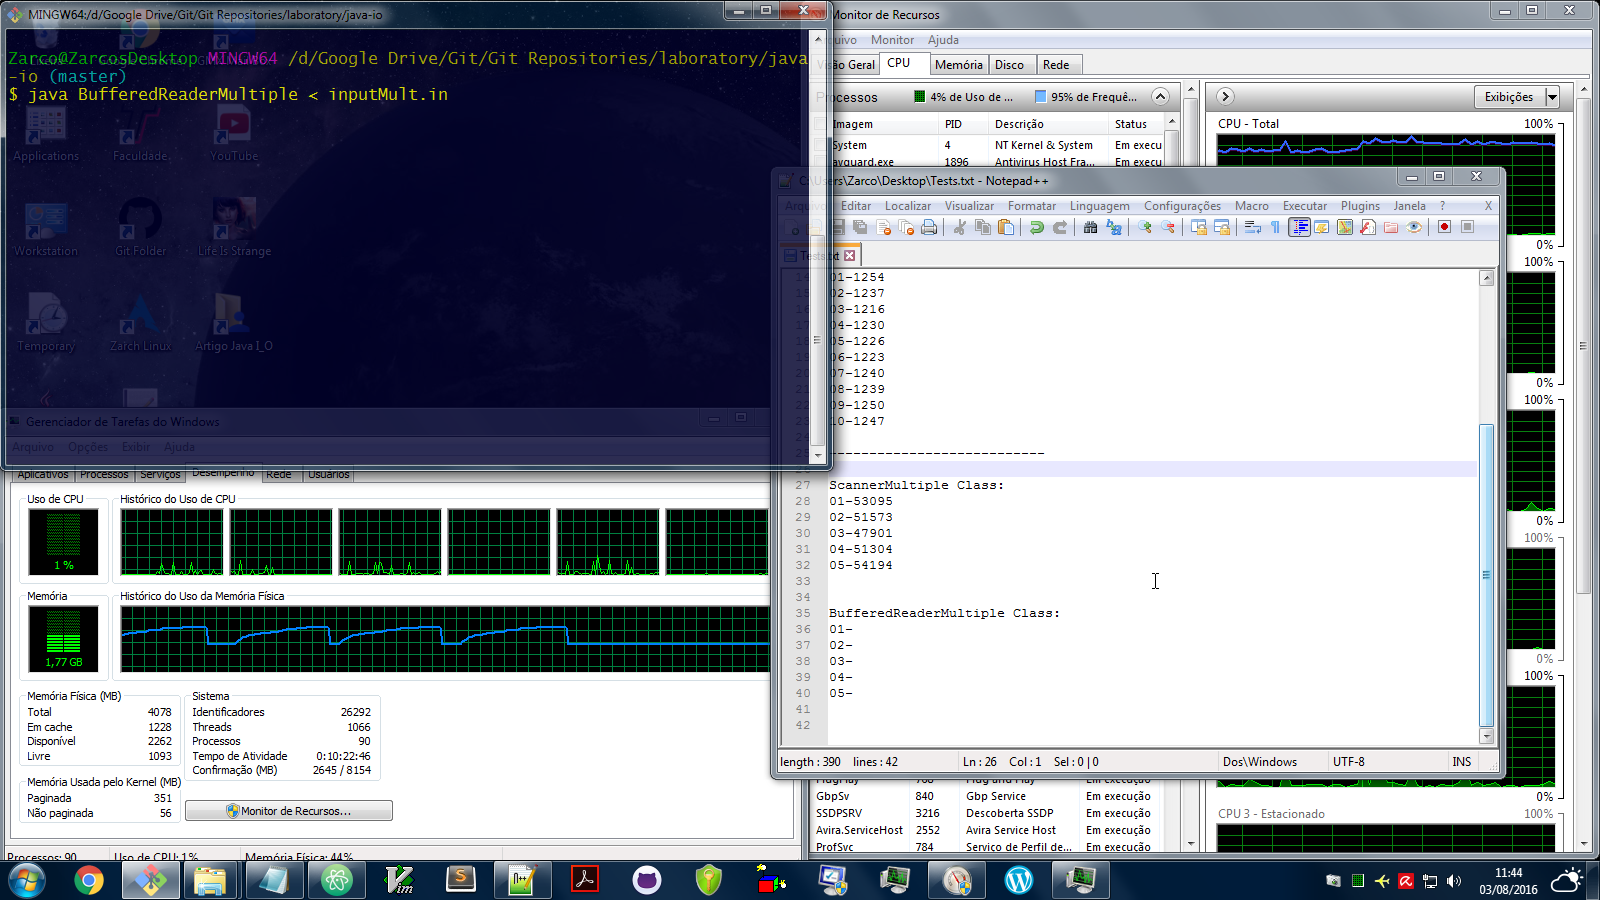 MINGW64:/d/Google Drive/Git/Git Repositories/laboratory/java-io
Zarco@ZarcosDesktop MINGW64 /d/Google Drive/Git/Git Repositories/laboratory/java
-io (master)
$ java BufferedReaderMultiple < inputMult.in
Applications
Faculdade
YouTube
Workstation
Git Folder
Life Is Strange
Temporary
Zarch Linux
Artigo Java I_O
Gerenciador de Tarefas do Windows
Arquivo Opções Exibir Ajuda
Aplicativos Processos Serviços Desempenho Rede Usuários
Uso de CPU
1 %
Histórico do Uso de CPU
Memória
1,77 GB
Histórico do Uso da Memória Física
Memória Física (MB)
Total 4078
Em cache 1228
Disponível 2262
Livre 1093
Sistema
Identificadores 26292
Threads 1066
Processos 90
Tempo de Atividade 0:10:22:46
Confirmação (MB) 2645 / 8154
Memória Usada pelo Kernel (MB)
Paginada 351
Não paginada 56
Monitor de Recursos...
Processos: 90
Uso de CPU: 1%
Memória Física: 44%
Monitor de Recursos
Monitor Ajuda
Geral CPU Memória Disco Rede
Processos
4% de Uso de ...
95% de Frequê...
Imagem PID Descrição Status
System 4 NT Kernel & System Em execu
1896 Antivirus Host Fra... Em execu
Exibições
CPU - Total 100%
0%
100%
0%
100%
0%
100%
0%
100%
0%
CPU 3 - Estacionado 100%
C:\Users\Zarco\Desktop\Tests.txt - Notepad++
Arquivo Editar Localizar Visualizar Formatar Linguagem Configurações Macro Executar Plugins Janela ? X
Tests.txt
14 01-1254
02-1237
03-1216
04-1230
05-1226
06-1223
07-1240
08-1239
09-1250
10-1247
24
25 ----------------------------
26
27 ScannerMultiple Class:
28 01-53095
29 02-51573
30 03-47901
31 04-51304
32 05-54194
33
34
35 BufferedReaderMultiple Class:
36 01-
37 02-
38 03-
39 04-
40 05-
41
42
length : 390 lines : 42 Ln : 26 Col : 1 Sel : 0 | 0 Dos\Windows UTF-8 INS
GbpSv 840 Gbp Service Em execução
SSDPSRV 3216 Descoberta SSDP Em execução
Avira.ServiceHost 2552 Avira Service Host Em execução
ProfSvc 784 Serviço de Perfil de... Em execução
11:44
03/08/2016